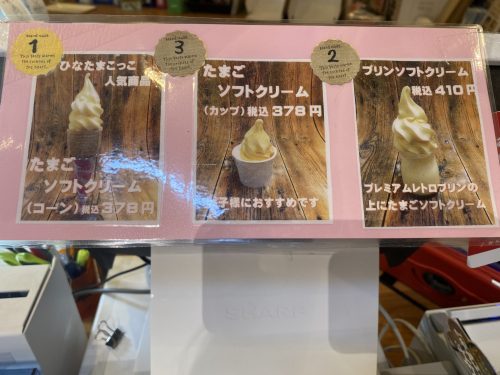 1
ひなたまごっこ
人気商品
たまご
ソフトクリーム
(コーン)税込378円
3
たまご
ソフトクリーム
(カップ)税込378円
子様におすすめです
2
プリンソフトクリーム
税込410円
プレミアムレトロプリンの
上にたまごソフトクリーム
SHARP